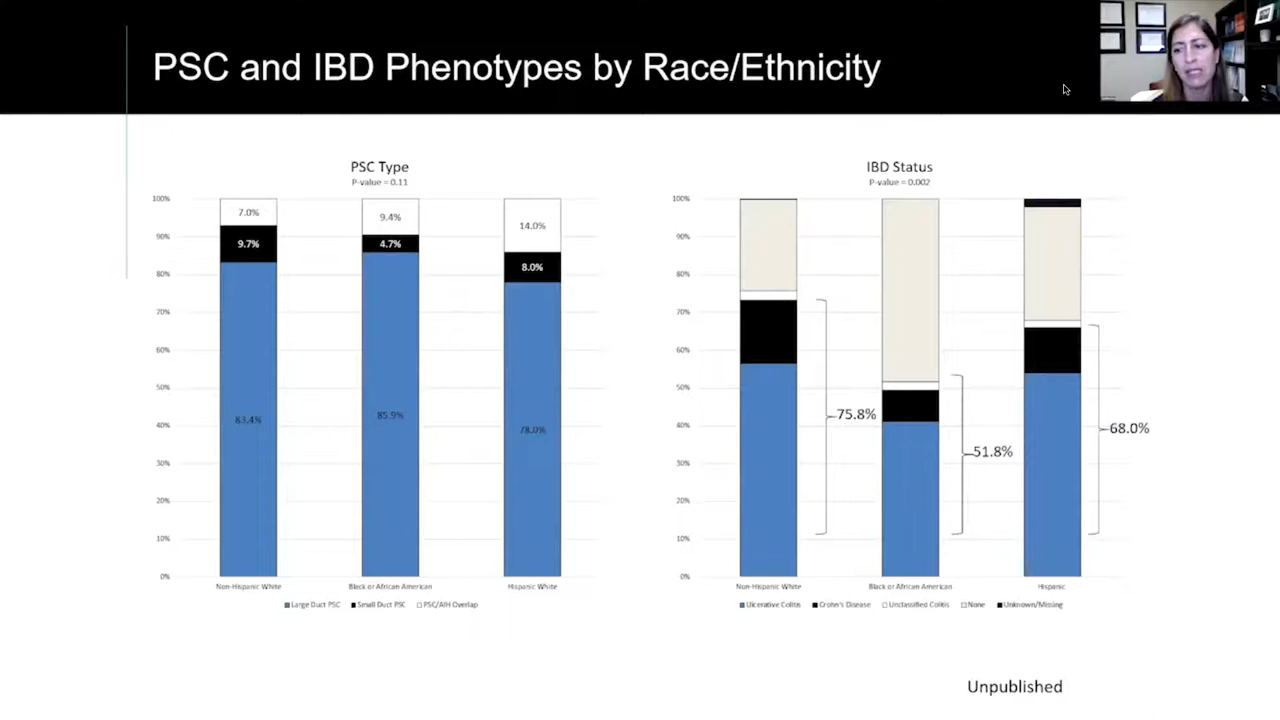 PSC and IBD Phenotypes by Race/Ethnicity
PSC Type
P-value = 0.11
100%
90%
80%
70%
60%
50%
40%
30%
20%
10%
0%
7.0%
9.7%
83.4%
9.4%
4.7%
85.9%
14.0%
8.0%
78.0%
Non-Hispanic White
Black or African American
Hispanic White
Large Duct PSC Small Duct PSC PSC/AIH Overlap
IBD Status
P-value = 0.002
100%
90%
80%
70%
60%
50%
40%
30%
20%
10%
0%
75.8%
51.8%
68.0%
Non-Hispanic White
Black or African American
Hispanic
Ulcerative Colitis Crohn's Disease Unclassified Colitis None Unknown/Missing
Unpublished